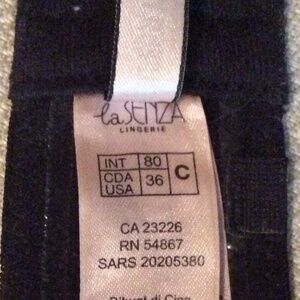 la SENZA
LINGERIE
INT 80 C
CDA USA 36
CA 23226
RN 54867
SARS 20205380